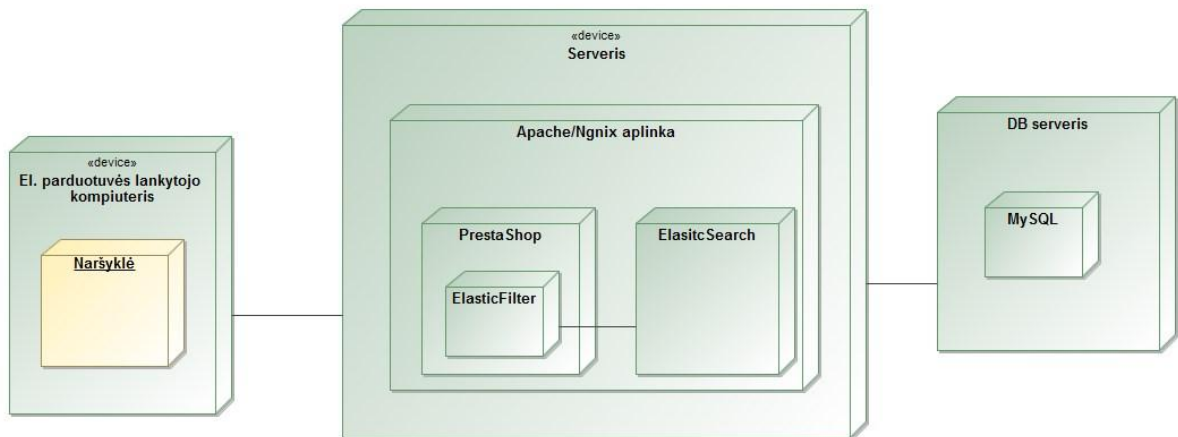 «device»
El. parduotuvės lankytojo
kompiuteris
Naršyklė
«device»
Serveris
Apache/Ngnix aplinka
PrestaShop
ElasticFilter
ElasitcSearch
DB serveris
MySQL